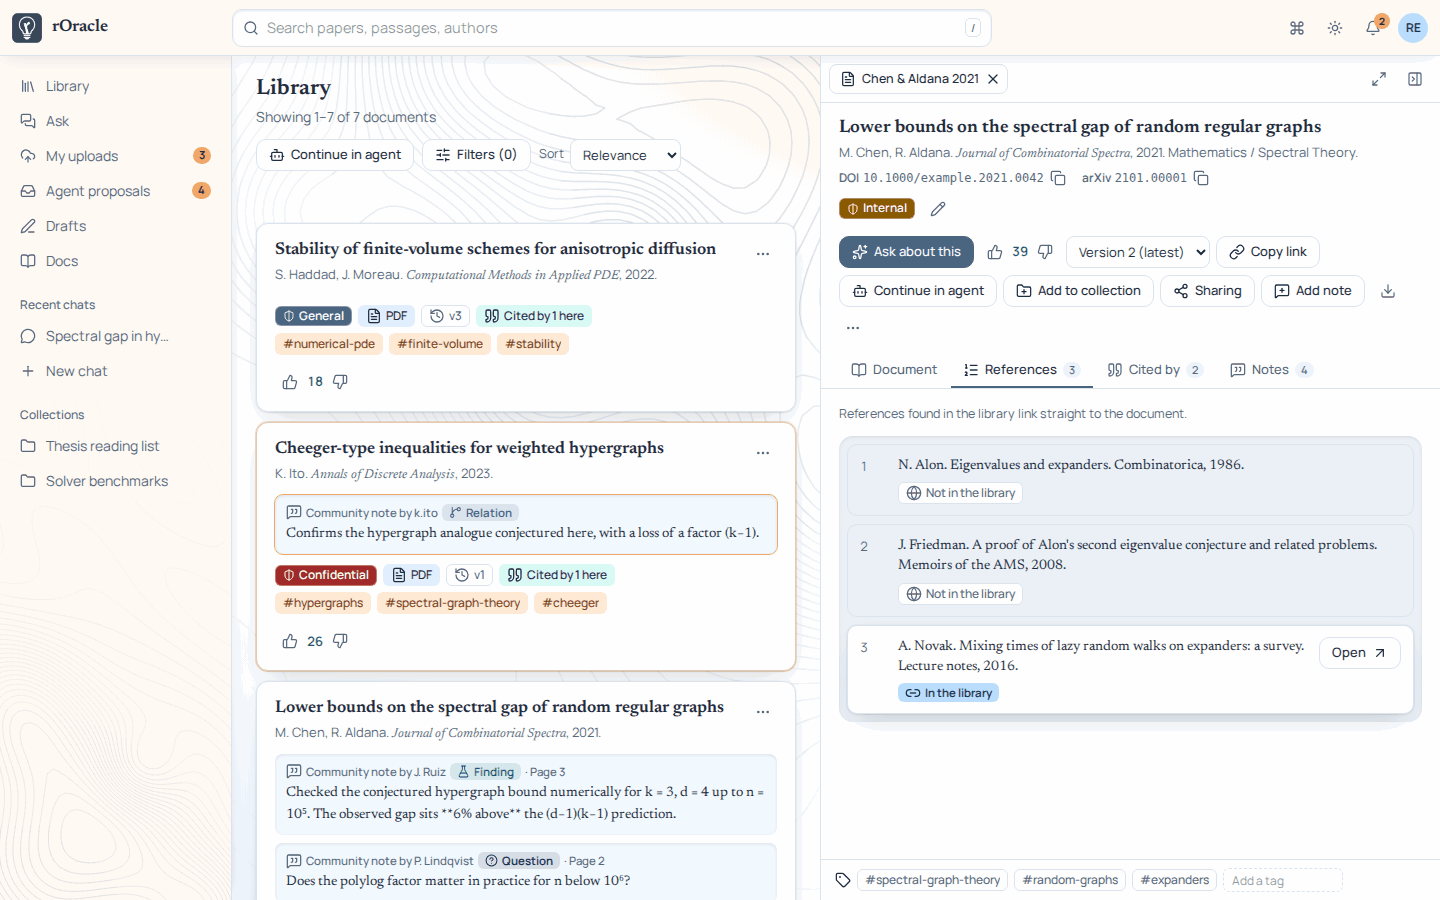 rOracle
Search papers, passages, authors
/
2
RE
Library
Ask
My uploads
3
Agent proposals
4
Drafts
Docs
Recent chats
Spectral gap in hy...
New chat
Collections
Thesis reading list
Solver benchmarks
Library
Showing 1–7 of 7 documents
Continue in agent
Filters (0)
Sort
Relevance
Stability of finite-volume schemes for anisotropic diffusion
S. Haddad, J. Moreau. Computational Methods in Applied PDE, 2022.
General
PDF
v3
Cited by 1 here
#numerical-pde
#finite-volume
#stability
18
Cheeger-type inequalities for weighted hypergraphs
K. Ito. Annals of Discrete Analysis, 2023.
Community note by k.ito
Relation
Confirms the hypergraph analogue conjectured here, with a loss of a factor (k−1).
Confidential
PDF
v1
Cited by 1 here
#hypergraphs
#spectral-graph-theory
#cheeger
26
Lower bounds on the spectral gap of random regular graphs
M. Chen, R. Aldana. Journal of Combinatorial Spectra, 2021.
Community note by J. Ruiz
Finding
· Page 3
Checked the conjectured hypergraph bound numerically for k = 3, d = 4 up to n =
10⁵. The observed gap sits **6% above** the (d−1)(k−1) prediction.
Community note by P. Lindqvist
Question
· Page 2
Does the polylog factor matter in practice for n below 10⁶?
Chen & Aldana 2021
Lower bounds on the spectral gap of random regular graphs
M. Chen, R. Aldana. Journal of Combinatorial Spectra, 2021. Mathematics / Spectral Theory.
DOI 10.1000/example.2021.0042
arXiv 2101.00001
Internal
Ask about this
39
Version 2 (latest)
Copy link
Continue in agent
Add to collection
Sharing
Add note
Document
References 3
Cited by 2
Notes 4
References found in the library link straight to the document.
1
N. Alon. Eigenvalues and expanders. Combinatorica, 1986.
Not in the library
2
J. Friedman. A proof of Alon's second eigenvalue conjecture and related problems.
Memoirs of the AMS, 2008.
Not in the library
3
A. Novak. Mixing times of lazy random walks on expanders: a survey.
Lecture notes, 2016.
In the library
Open
#spectral-graph-theory
#random-graphs
#expanders
Add a tag